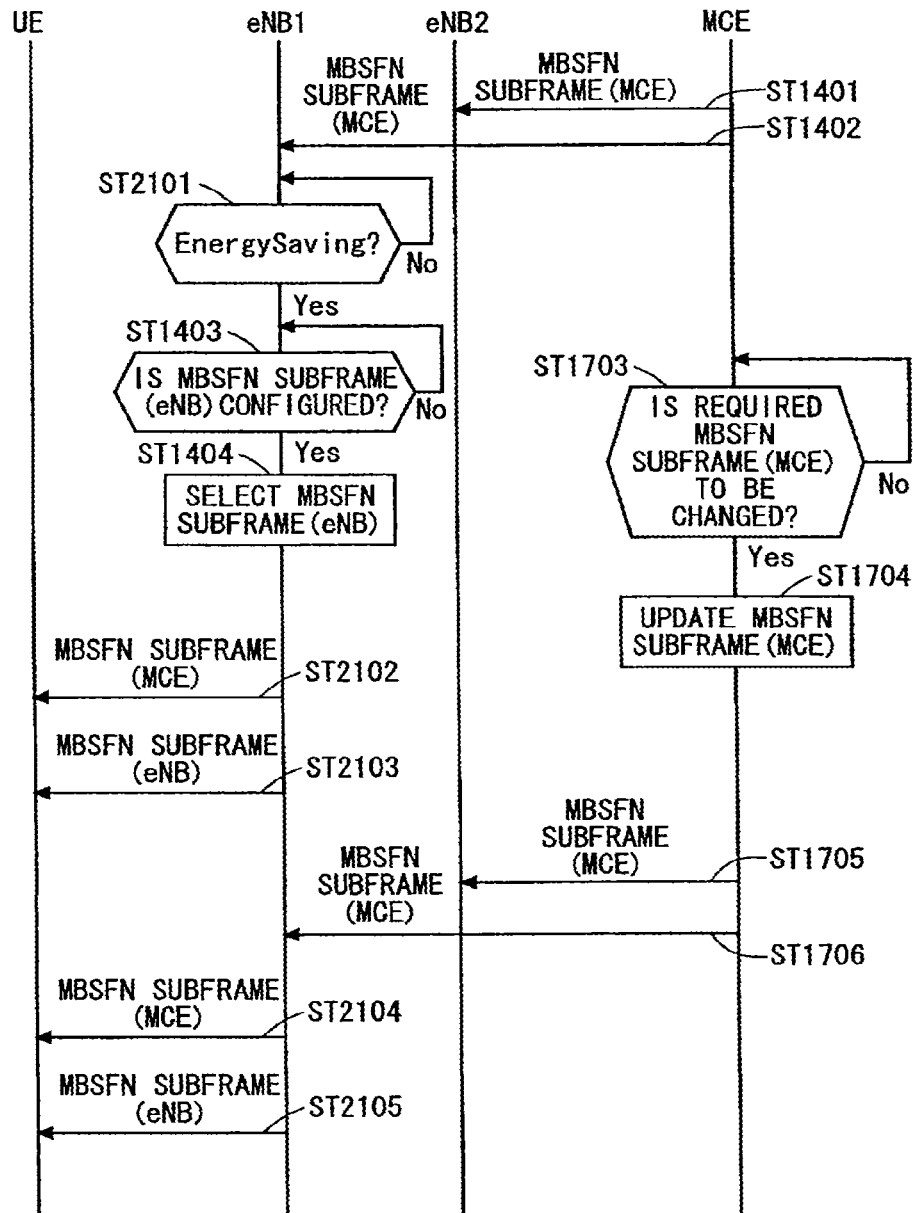 UE
eNB1
eNB2
MCE
MBSFN
SUBFRAME
(MCE)
MBSFN
SUBFRAME(MCE)
ST1401
ST1402
ST2101
EnergySaving?
No
Yes
ST1403
IS MBSFN SUBFRAME
(eNB)CONFIGURED?
No
Yes
ST1404
SELECT MBSFN
SUBFRAME(eNB)
ST1703
IS REQUIRED
MBSFN
SUBFRAME(MCE)
TO BE
CHANGED?
No
Yes
ST1704
UPDATE MBSFN
SUBFRAME(MCE)
MBSFN SUBFRAME
(MCE)
ST2102
MBSFN SUBFRAME
(eNB)
ST2103
MBSFN
SUBFRAME
(MCE)
ST1705
MBSFN
SUBFRAME
(MCE)
ST1706
MBSFN SUBFRAME
(MCE)
ST2104
MBSFN SUBFRAME
(eNB)
ST2105